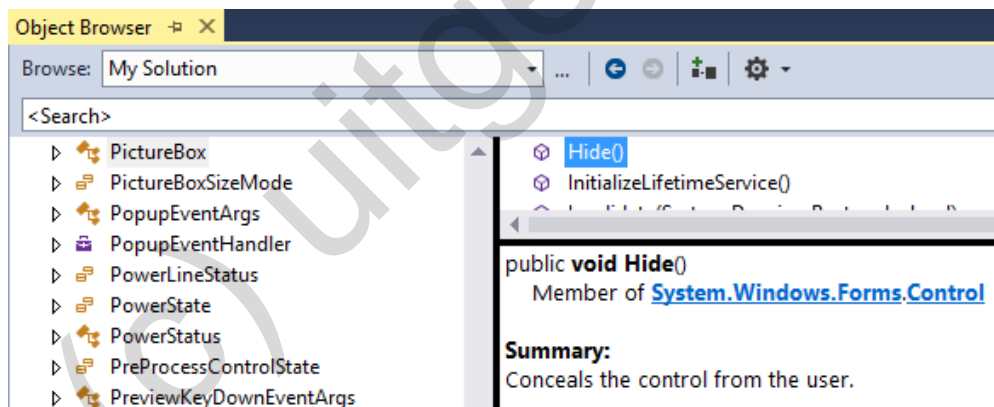 Object Browser
Browse: My Solution ...
<Search>
PictureBox
PictureBoxSizeMode
PopupEventArgs
PopupEventHandler
PowerLineStatus
PowerState
PowerStatus
PreProcessControlState
PreviewKeyDownEventArgs
Hide()
InitializeLifetimeService()
public void Hide()
Member of System.Windows.Forms.Control
Summary:
Conceals the control from the user.
(c) uitge